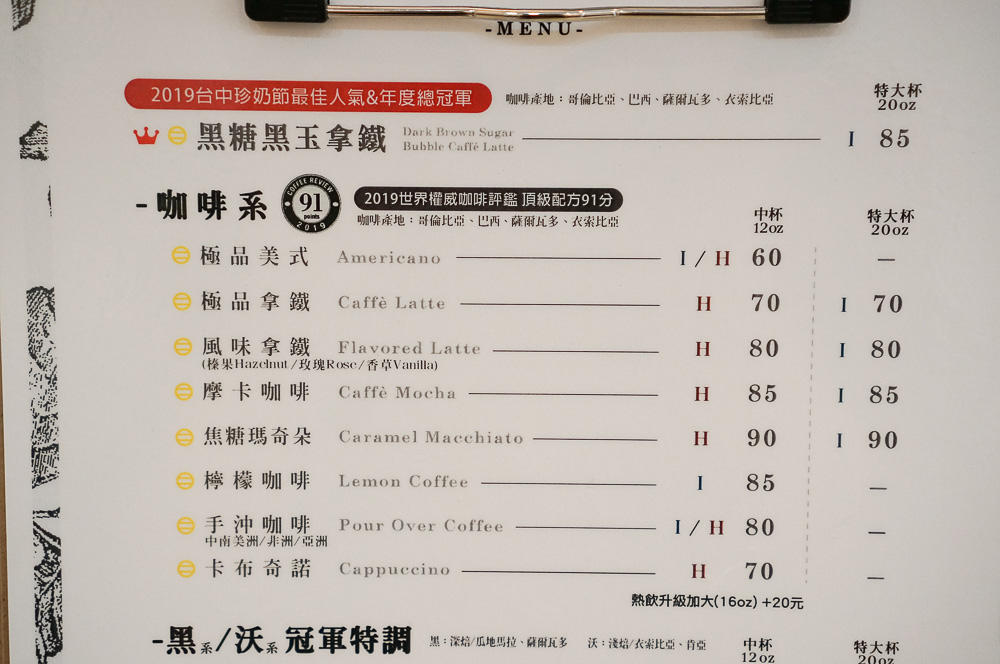 -MENU-
2019台中珍奶節最佳人氣&年度總冠軍 咖啡產地：哥倫比亞、巴西、薩爾瓦多、衣索比亞 特大杯
20oz
黑糖黑玉拿鐵 Dark Brown Sugar Bubble Caffé Latte I 85
-咖啡系 COFFEE REVIEW 91 points 2019 2019世界權威咖啡評鑑 頂級配方91分
咖啡產地：哥倫比亞、巴西、薩爾瓦多、衣索比亞 中杯 特大杯
12oz 20oz
極品美式 Americano I / H 60 —
極品拿鐵 Caffè Latte H 70 I 70
風味拿鐵 Flavored Latte H 80 I 80
(榛果Hazelnut/玫瑰Rose/香草Vanilla)
摩卡咖啡 Caffè Mocha H 85 I 85
焦糖瑪奇朵 Caramel Macchiato H 90 I 90
檸檬咖啡 Lemon Coffee I 85 —
手沖咖啡 Pour Over Coffee I / H 80 —
中南美洲/非洲/亞洲
卡布奇諾 Cappuccino H 70 —
熱飲升級加大(16oz) +20元
-黑系/沃系 冠軍特調 黑：深焙/瓜地馬拉、薩爾瓦多 沃：淺焙/衣索比亞、肯亞 中杯 特大杯
12oz 20oz